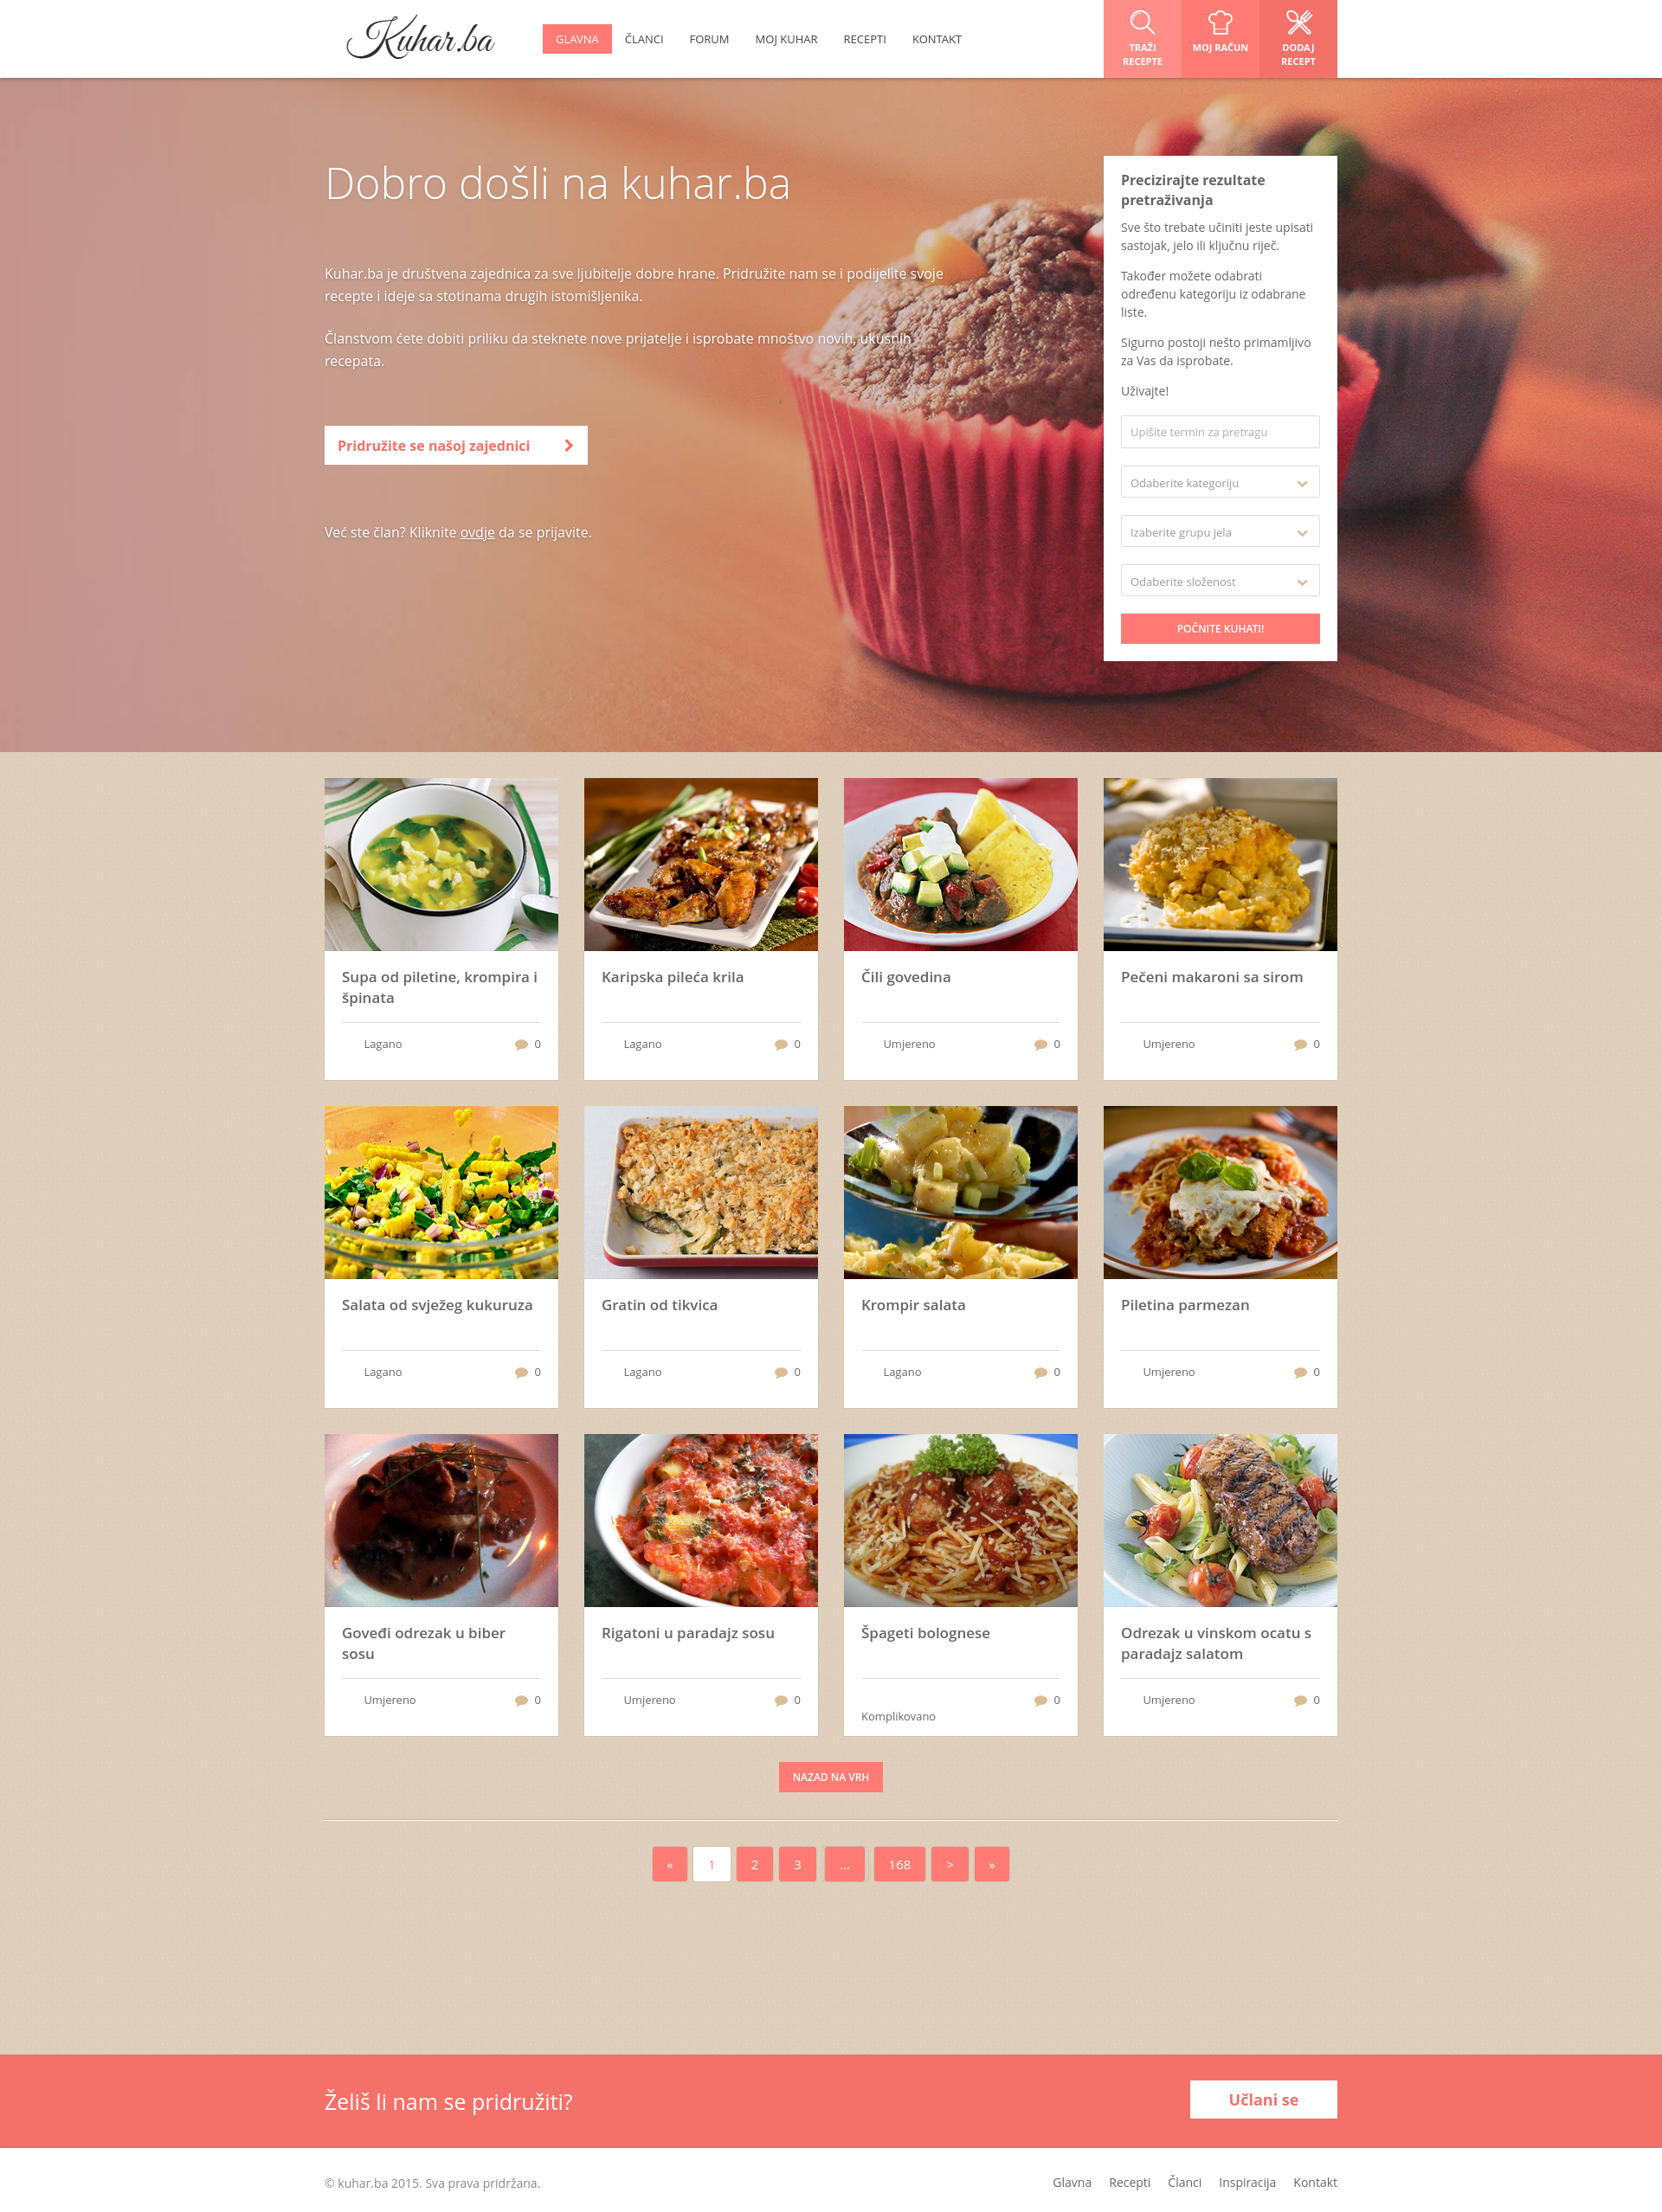 Kuhar.ba
GLAVNA
ČLANCI
FORUM
MOJ KUHAR
RECEPTI
KONTAKT
TRAŽI
RECEPTE
MOJ RAČUN
DODAJ
RECEPT
Dobro došli na kuhar.ba
Kuhar.ba je društvena zajednica za sve ljubitelje dobre hrane. Pridružite nam se i podijelite svoje
recepte i ideje sa stotinama drugih istomišljenika.
Članstvom ćete dobiti priliku da steknete nove prijatelje i isprobate mnoštvo novih, ukusnih
recepata.
Pridružite se našoj zajednici
Već ste član? Kliknite ovdje da se prijavite.
Precizirajte rezultate
pretraživanja
Sve što trebate učiniti jeste upisati
sastojak, jelo ili ključnu riječ.
Također možete odabrati
određenu kategoriju iz odabrane
liste.
Sigurno postoji nešto primamljivo
za Vas da isprobate.
Uživajte!
Upišite termin za pretragu
Odaberite kategoriju
Izaberite grupu jela
Odaberite složenost
POČNITE KUHATI!
Supa od piletine, krompira i
špinata
Lagano
0
Karipska pileća krila
Lagano
0
Čili govedina
Umjereno
0
Pečeni makaroni sa sirom
Umjereno
0
Salata od svježeg kukuruza
Lagano
0
Gratin od tikvica
Lagano
0
Krompir salata
Lagano
0
Piletina parmezan
Umjereno
0
Goveđi odrezak u biber
sosu
Umjereno
0
Rigatoni u paradajz sosu
Umjereno
0
Špageti bolognese
0
Komplikovano
Odrezak u vinskom ocatu s
paradajz salatom
Umjereno
0
NAZAD NA VRH
« 1 2 3 ... 168 > »
Želiš li nam se pridružiti?
Učlani se
© kuhar.ba 2015. Sva prava pridržana.
Glavna
Recepti
Članci
Inspiracija
Kontakt